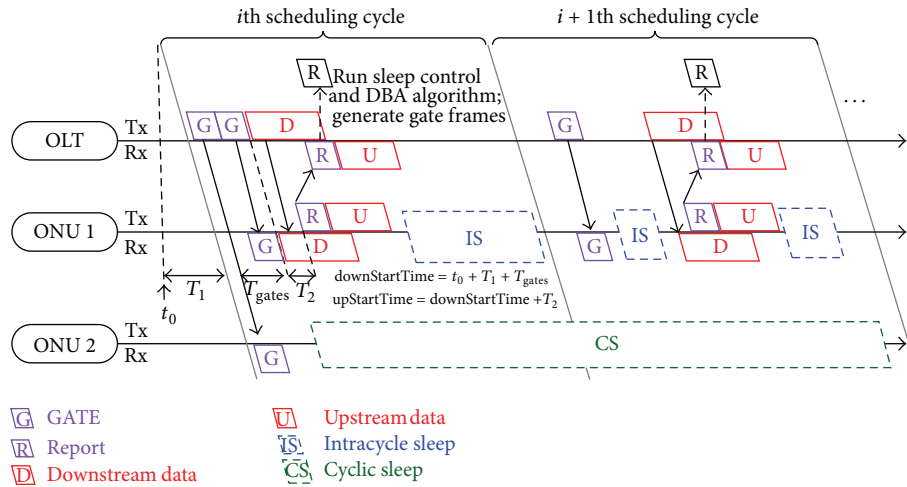 ith scheduling cycle
i + 1th scheduling cycle
R
Run sleep control
and DBA algorithm;
generate gate frames
R
...
G G D
G
D
OLT
Tx
Rx
R U
R U
ONU 1
Tx
Rx
R U
IS
IS
R U
IS
G D
G
D
T1
Tgates
T2
t0
downStartTime = t0 + T1 + Tgates
upStartTime = downStartTime +T2
ONU 2
Tx
Rx
G
CS
G GATE
R Report
D Downstream data
U Upstream data
IS Intracycle sleep
CS Cyclic sleep